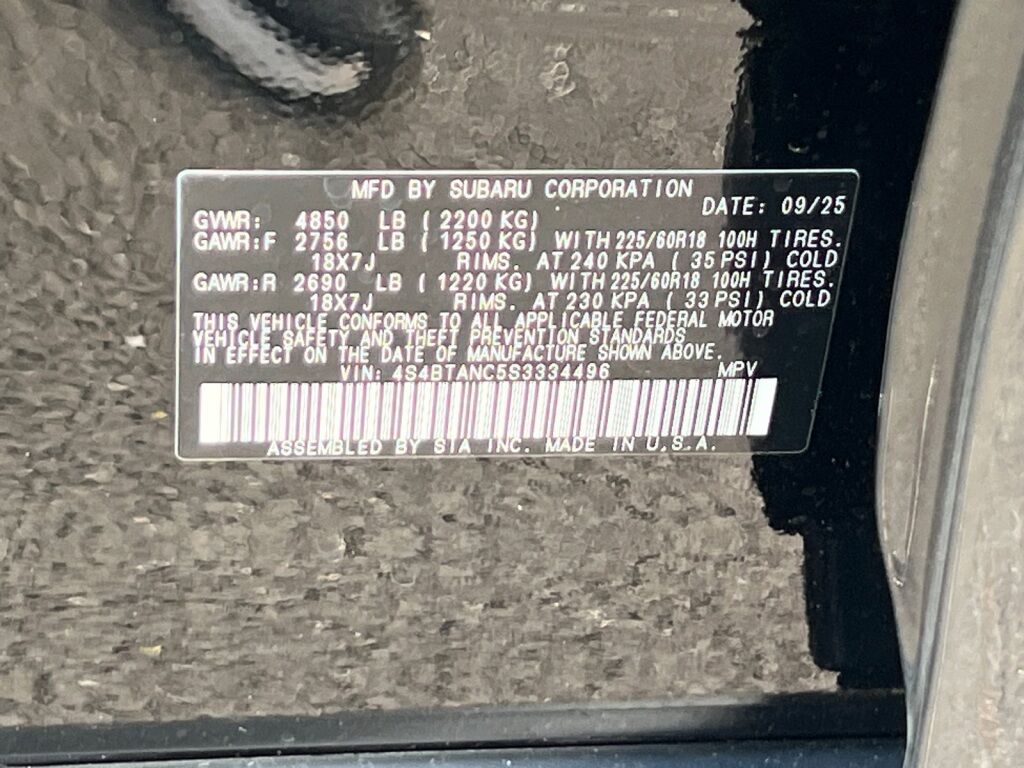 MFD BY SUBARU CORPORATION
DATE: 09/25
GVWR: 4850 LB ( 2200 KG)
GAWR:F 2756 LB ( 1250 KG) WITH 225/60R18 100H TIRES.
18X7J RIMS. AT 240 KPA ( 35 PSI) COLD
GAWR:R 2690 LB ( 1220 KG) WITH 225/60R18 100H TIRES.
18X7J RIMS. AT 230 KPA ( 33 PSI) COLD
THIS VEHICLE CONFORMS TO ALL APPLICABLE FEDERAL MOTOR
VEHICLE SAFETY AND THEFT PREVENTION STANDARDS
IN EFFECT ON THE DATE OF MANUFACTURE SHOWN ABOVE.
VIN: 4S4BTANC5S3334496 MPV
ASSEMBLED BY SIA INC. MADE IN U.S.A.